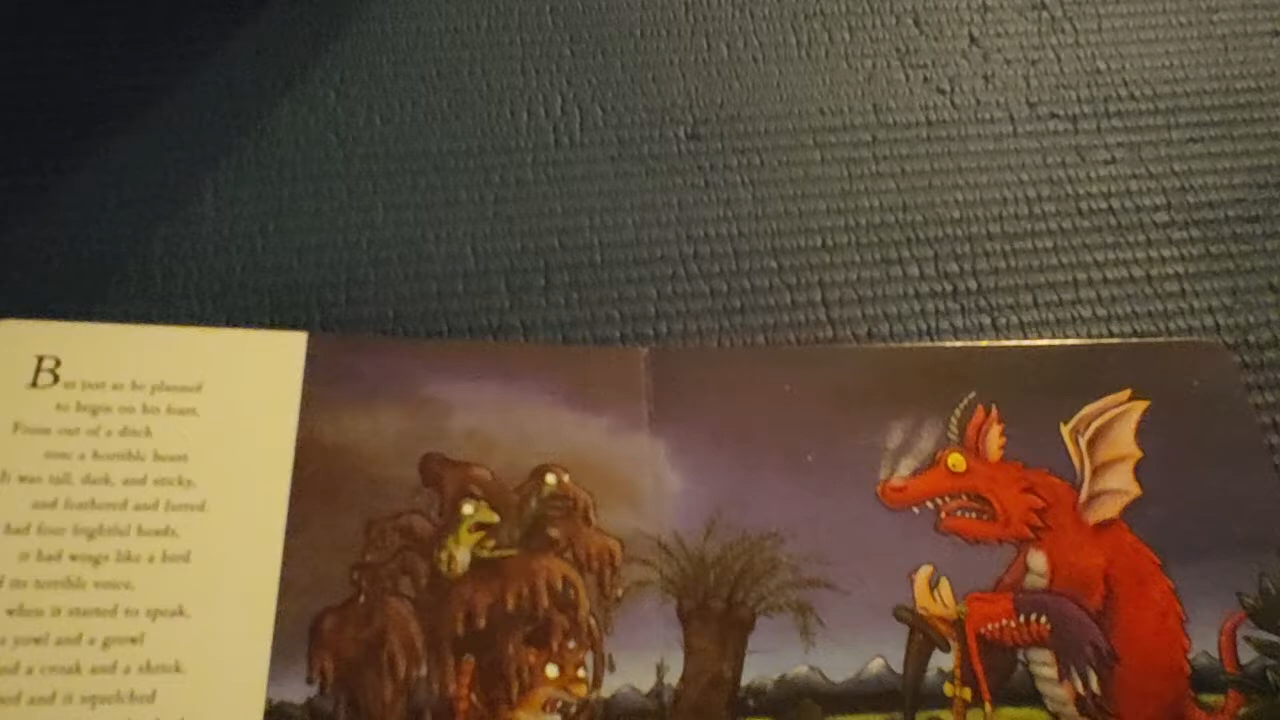 But just as he planned
to begin on his feast,
From out of a ditch
rose a horrible beast.
It was tall, dark, and sticky,
and feathered and furred.
had four frightful heads,
it had wings like a bird.
its terrible voice,
when it started to speak,
a yowl and a growl
and a croak and a shriek.
and it squelched